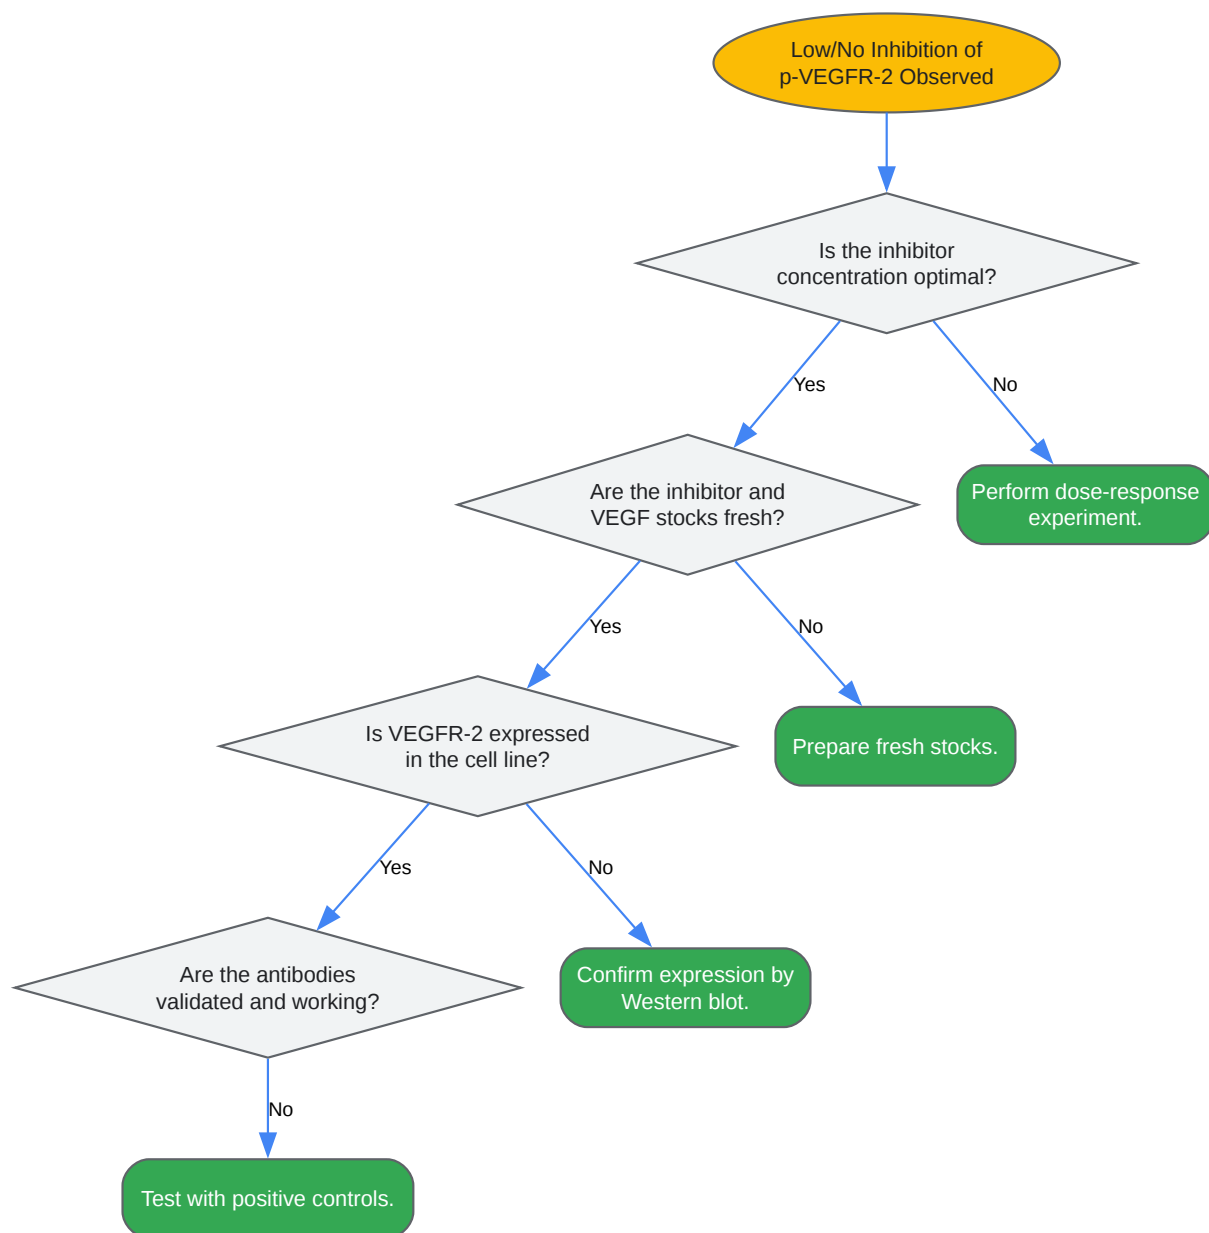 Low/No Inhibition of
p-VEGFR-2 Observed
Is the inhibitor
concentration optimal?
Yes
No
Are the inhibitor and
VEGF stocks fresh?
Perform dose-response
experiment.
Yes
No
Is VEGFR-2 expressed
in the cell line?
Prepare fresh stocks.
Yes
No
Are the antibodies
validated and working?
Confirm expression by
Western blot.
No
Test with positive controls.